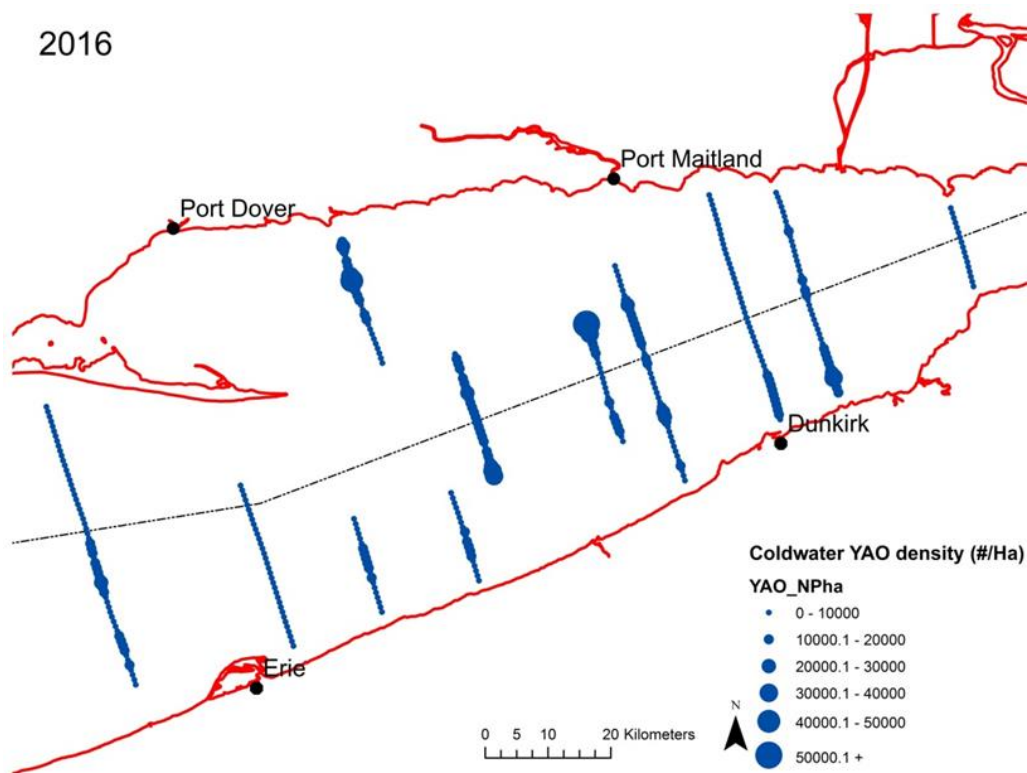 2016
Port Maitland
Port Dover
Dunkirk
Erie
Coldwater YAO density (#/Ha)
YAO_NPha
0 - 10000
10000.1 - 20000
20000.1 - 30000
30000.1 - 40000
40000.1 - 50000
50000.1 +
N
0 5 10 20 Kilometers